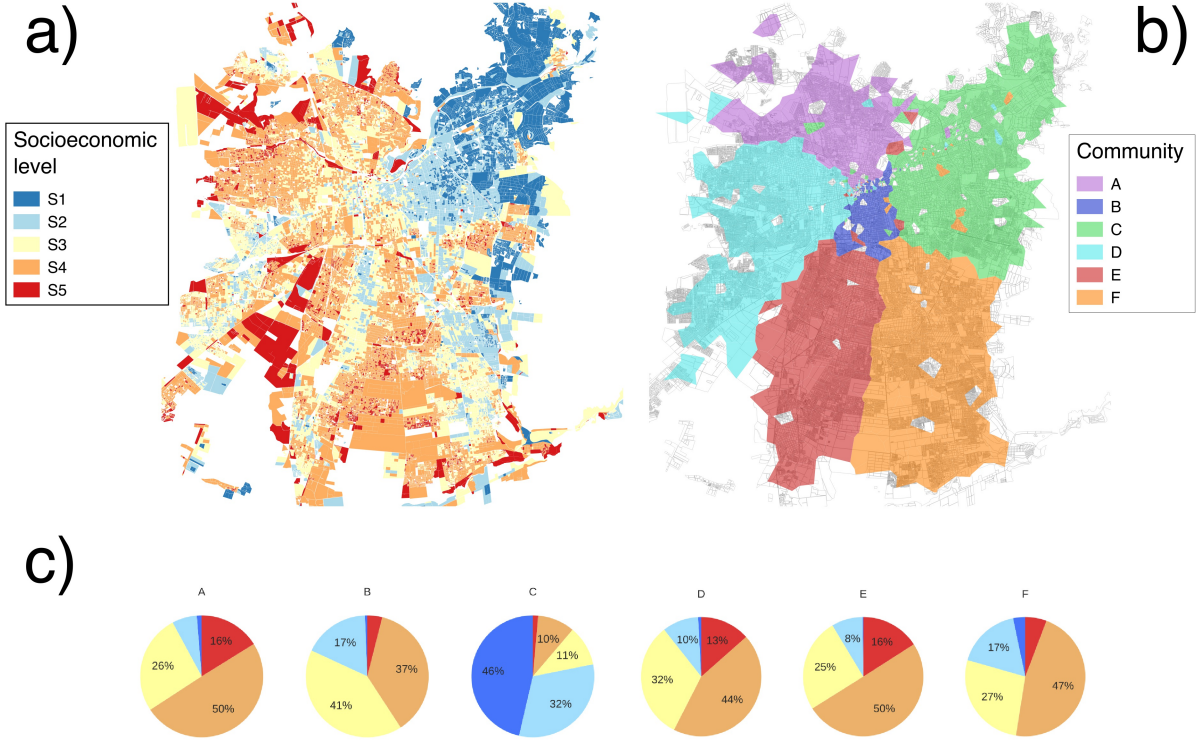 a)
b)
Socioeconomic
level
S1
S2
S3
S4
S5
Community
A
B
C
D
E
F
c)
A
B
C
D
E
F
16%
50%
26%
17%
37%
41%
46%
10%
11%
32%
10%
13%
32%
44%
8%
16%
25%
50%
17%
27%
47%